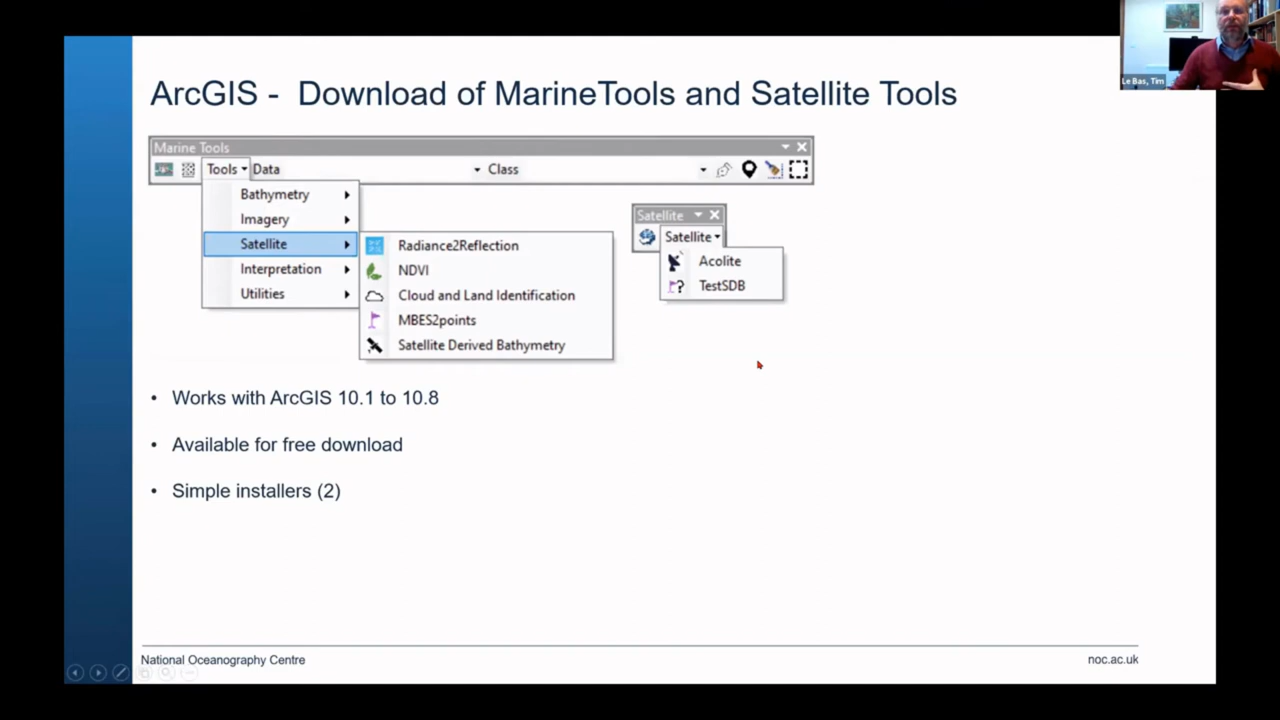 Le Bas, Tim
ArcGIS - Download of MarineTools and Satellite Tools
Marine Tools
Tools Data Class
Bathymetry
Imagery
Satellite
Interpretation
Utilities
Radiance2Reflection
NDVI
Cloud and Land Identification
MBES2points
Satellite Derived Bathymetry
Satellite
Satellite
Acolite
TestSDB
• Works with ArcGIS 10.1 to 10.8
• Available for free download
• Simple installers (2)
National Oceanography Centre
noc.ac.uk